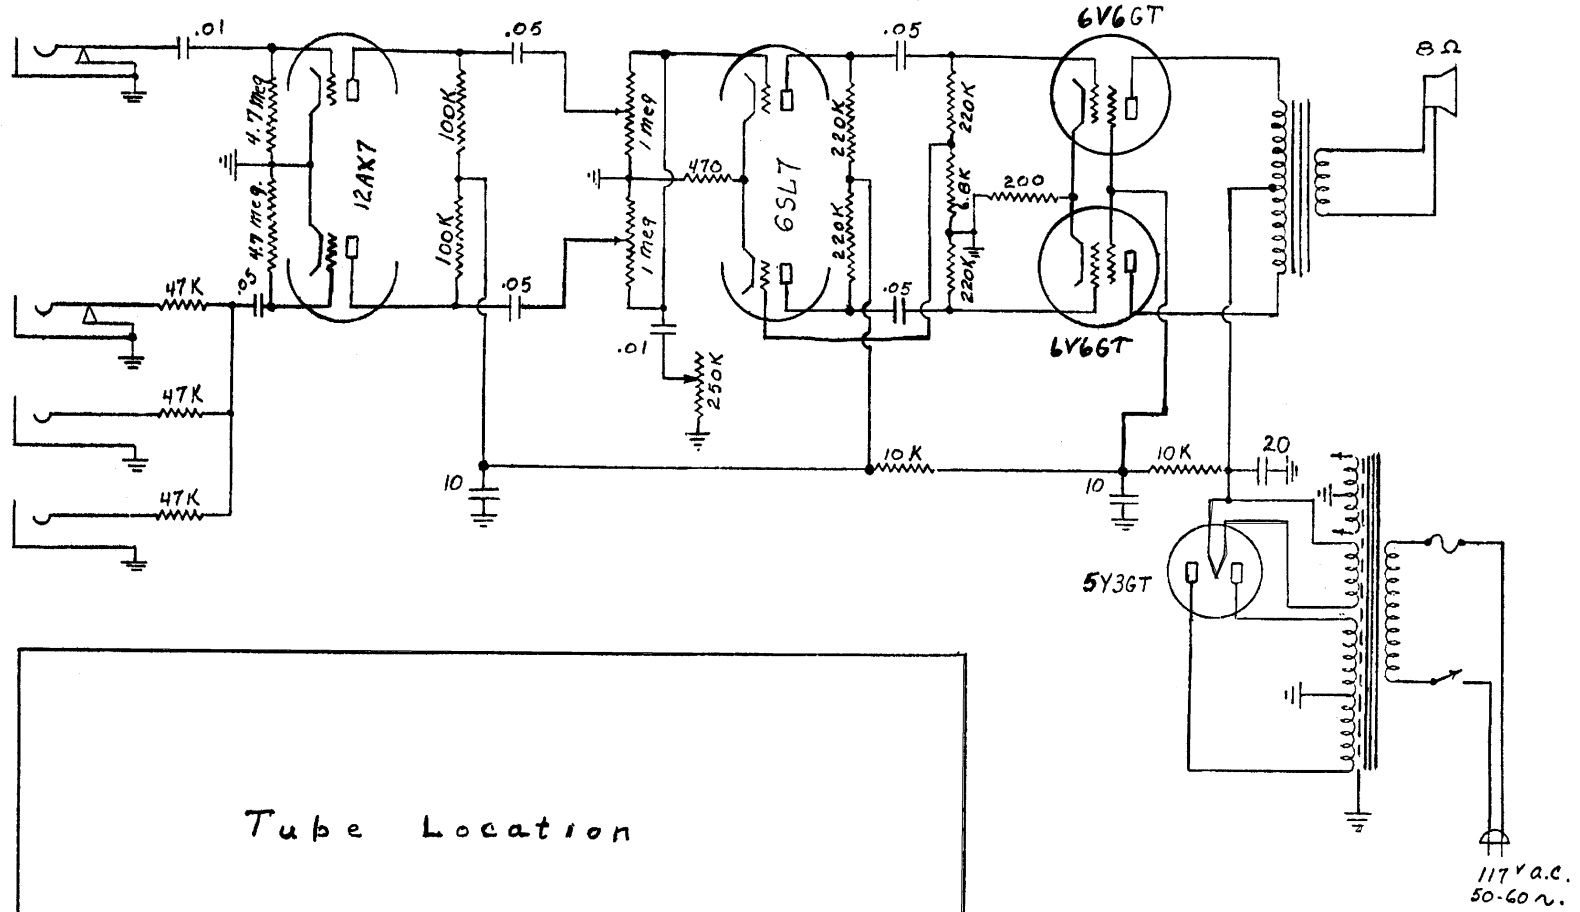 .01
4.7 meg
4.7 meg.
12AX7
100K
100K
.05
.05
.05
47K
47K
47K
1 meg
1 meg
470
6SL7
.01
250K
220K
220K
.05
.05
220K
6.8K
220K
200
6V6GT
6V6GT
8 Ω
10
10K
10
10K
20
5Y3GT
117 v a.c.
50-60 ~.
Tube Location